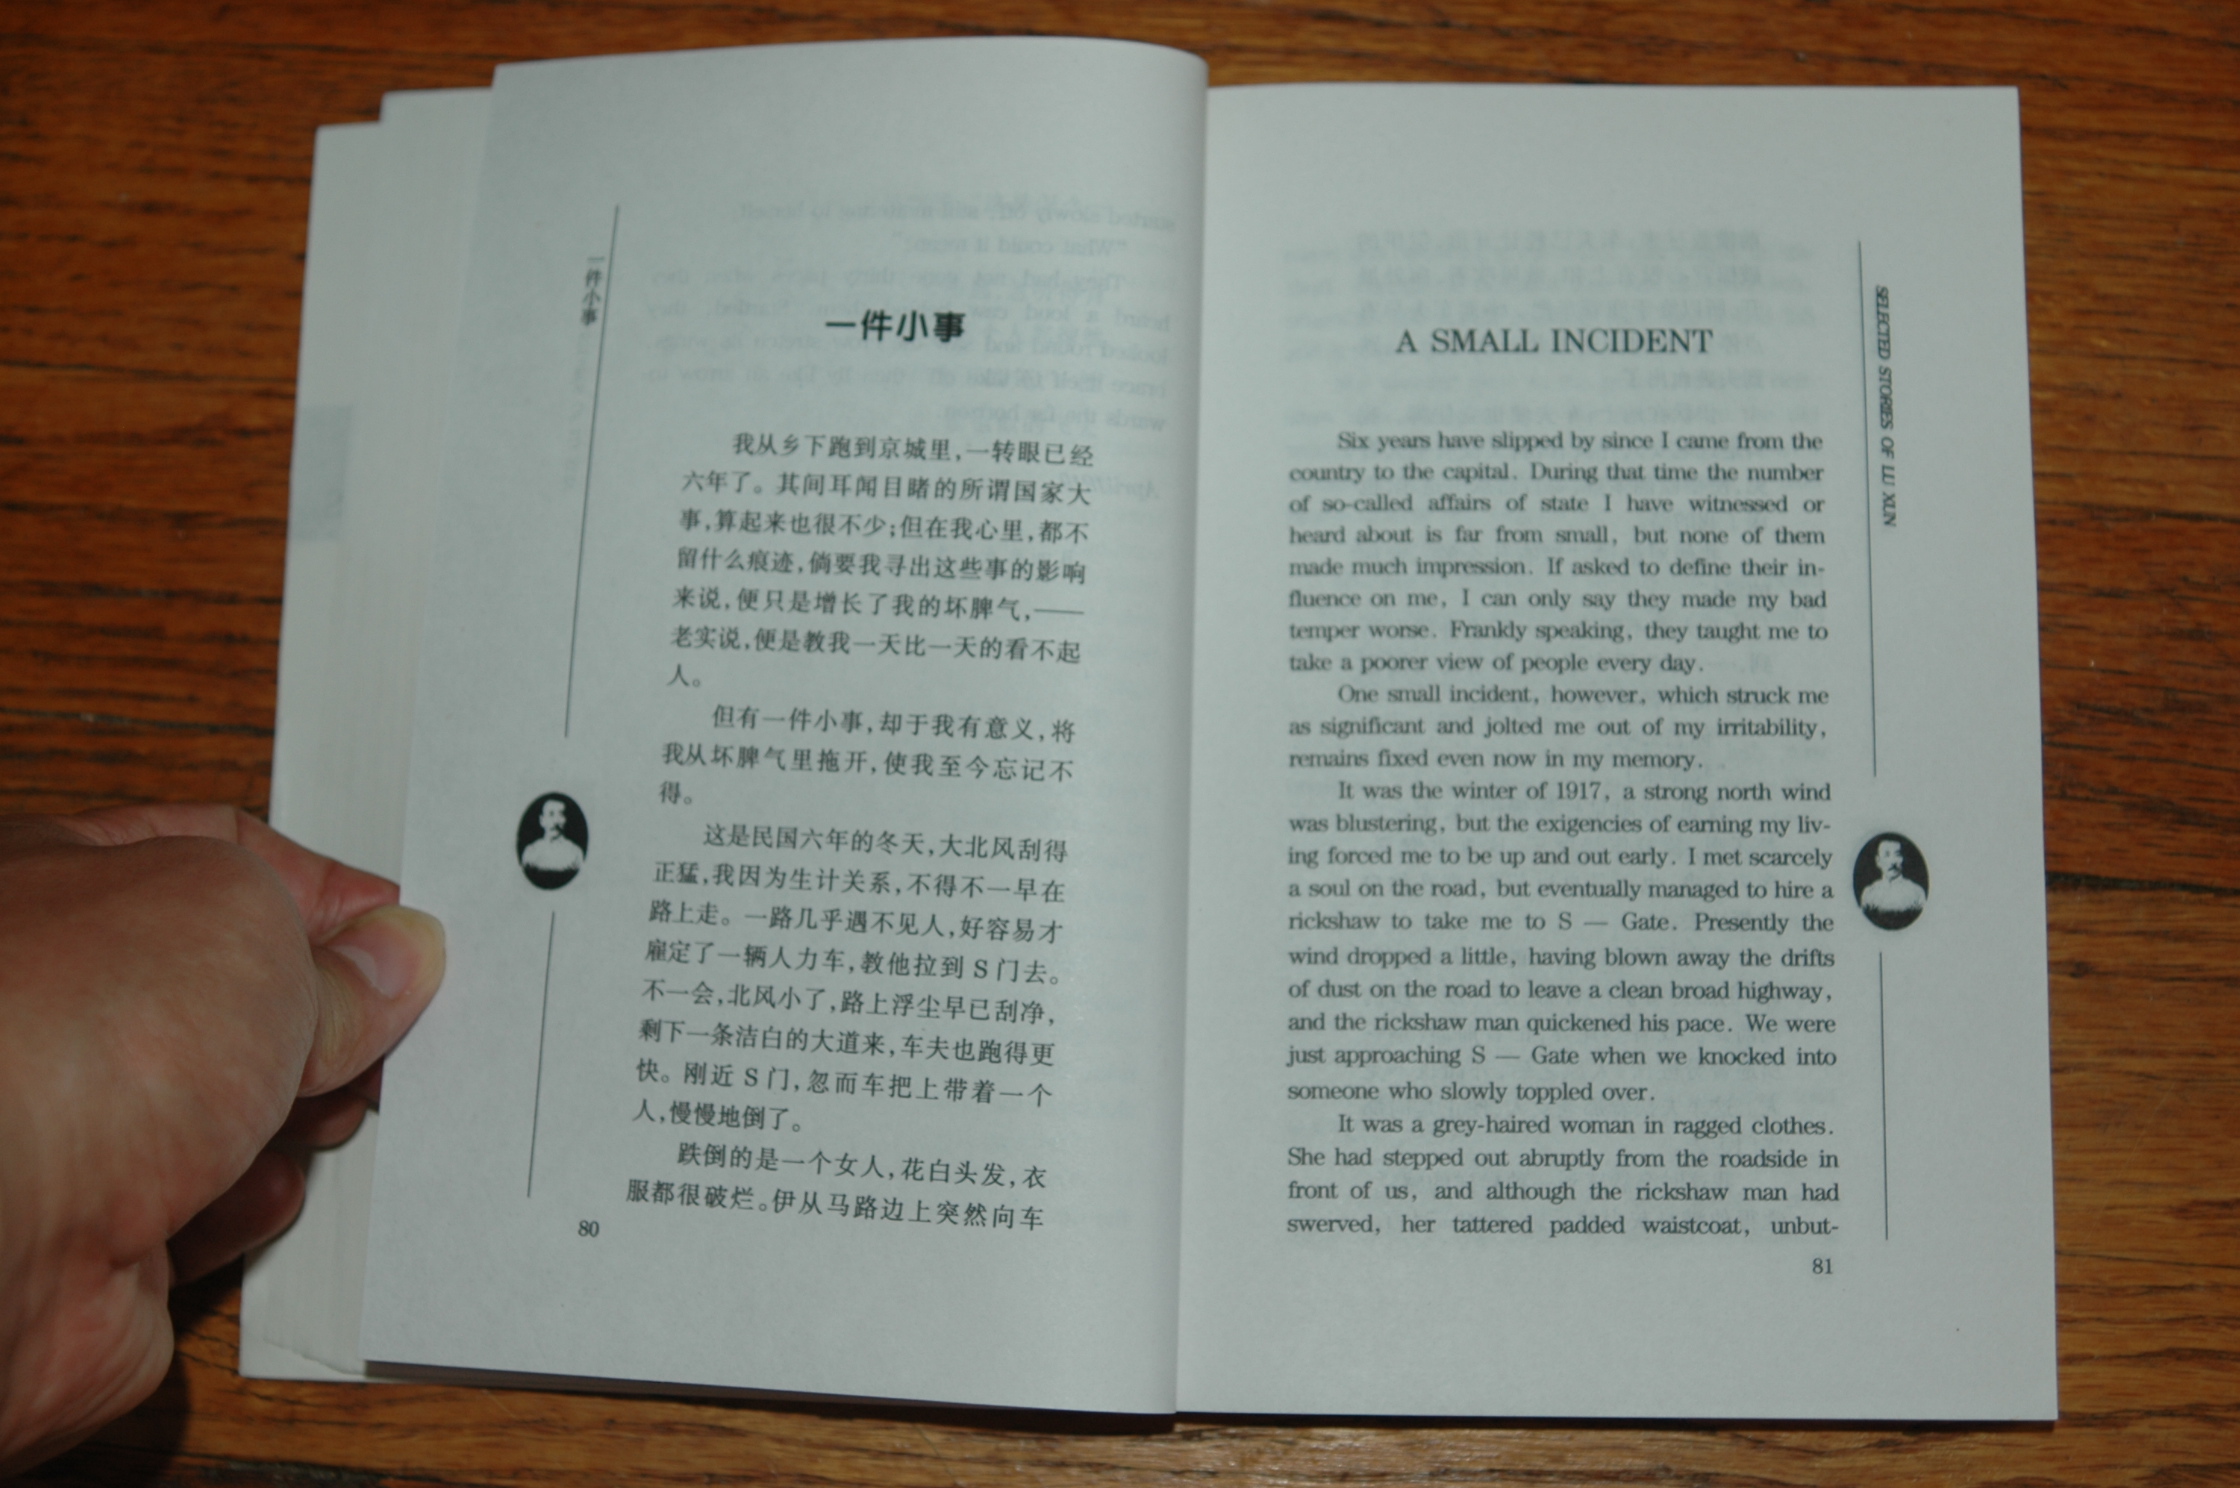 一件小事
一件小事
我从乡下跑到京城里,一转眼已经
六年了。其间耳闻目睹的所谓国家大
事,算起来也很不少;但在我心里,都不
留什么痕迹,倘要我寻出这些事的影响
来说,便只是增长了我的坏脾气,——
老实说,便是教我一天比一天的看不起
人。
但有一件小事,却于我有意义,将
我从坏脾气里拖开,使我至今忘记不
得。
这是民国六年的冬天,大北风刮得
正猛,我因为生计关系,不得不一早在
路上走。一路几乎遇不见人,好容易才
雇定了一辆人力车,教他拉到 S 门去。
不一会,北风小了,路上浮尘早已刮净,
剩下一条洁白的大道来,车夫也跑得更
快。刚近 S 门,忽而车把上带着一个
人,慢慢地倒了。
跌倒的是一个女人,花白头发,衣
服都很破烂。伊从马路边上突然向车
80
SELECTED STORIES OF LU XUN
A SMALL INCIDENT
Six years have slipped by since I came from the
country to the capital. During that time the number
of so-called affairs of state I have witnessed or
heard about is far from small, but none of them
made much impression. If asked to define their in-
fluence on me, I can only say they made my bad
temper worse. Frankly speaking, they taught me to
take a poorer view of people every day.
One small incident, however, which struck me
as significant and jolted me out of my irritability,
remains fixed even now in my memory.
It was the winter of 1917, a strong north wind
was blustering, but the exigencies of earning my liv-
ing forced me to be up and out early. I met scarcely
a soul on the road, but eventually managed to hire a
rickshaw to take me to S — Gate. Presently the
wind dropped a little, having blown away the drifts
of dust on the road to leave a clean broad highway,
and the rickshaw man quickened his pace. We were
just approaching S — Gate when we knocked into
someone who slowly toppled over.
It was a grey-haired woman in ragged clothes.
She had stepped out abruptly from the roadside in
front of us, and although the rickshaw man had
swerved, her tattered padded waistcoat, unbut-
81